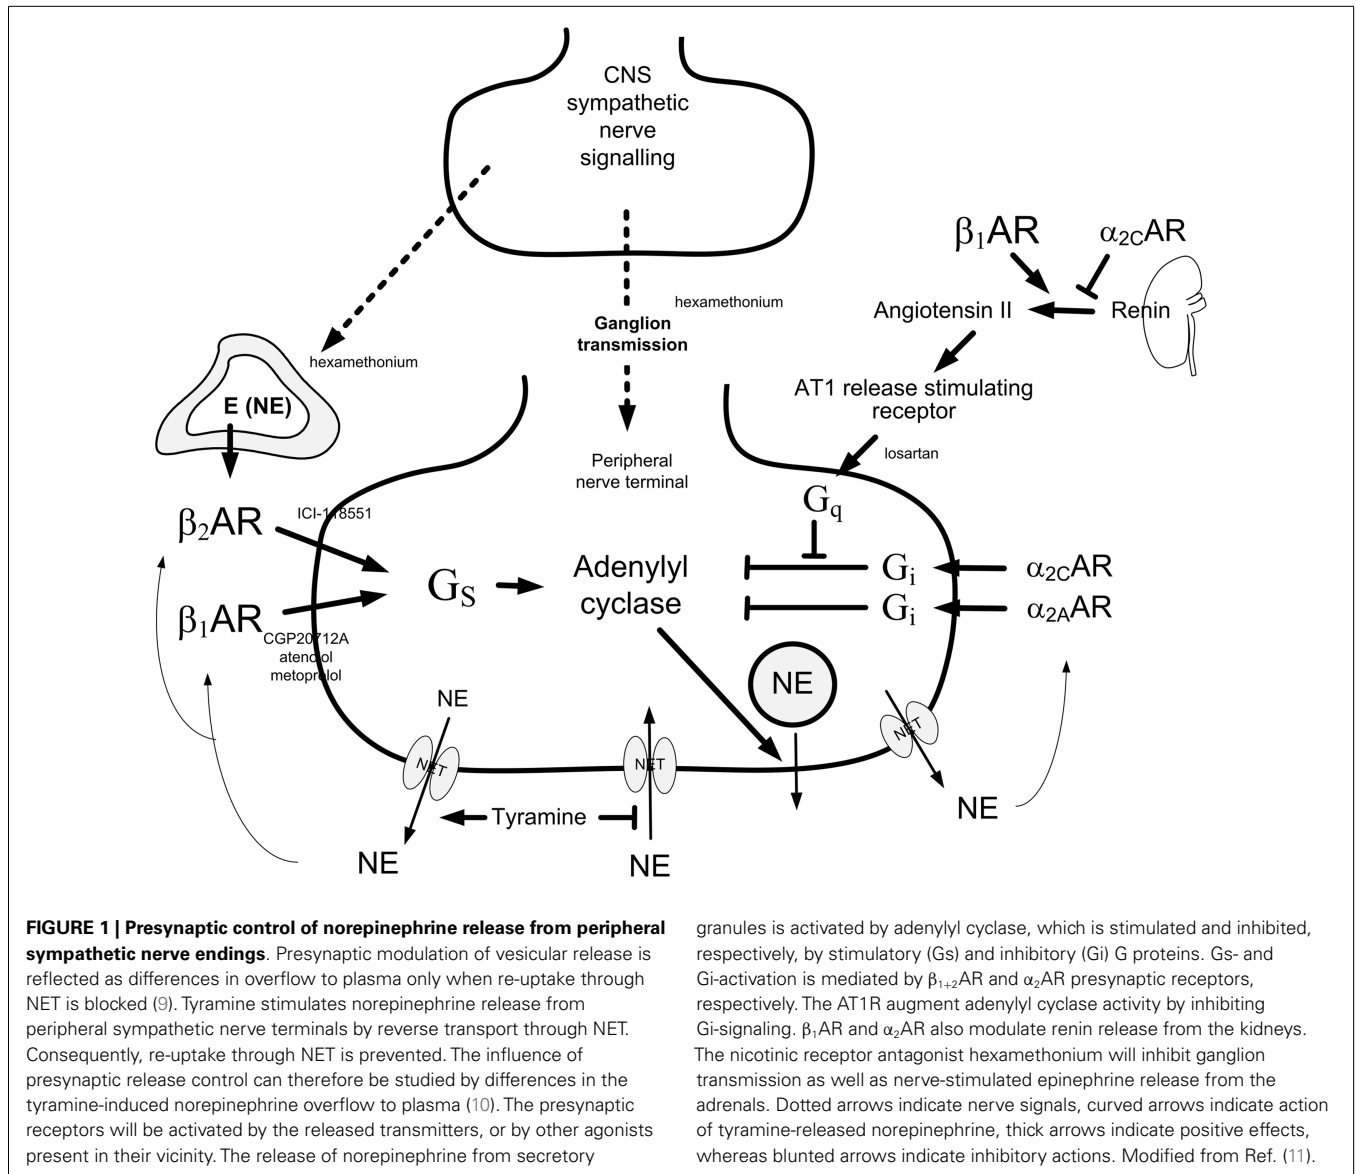 CNS
sympathetic
nerve
signalling
β1AR
α2CAR
hexamethonium
Angiotensin II
Renin
Ganglion
transmission
hexamethonium
AT1 release stimulating
receptor
E (NE)
losartan
Peripheral
nerve terminal
Gq
β2AR
ICI-118551
Adenylyl
cyclase
GS
Gi
α2CAR
Gi
α2AAR
β1AR
CGP20712A
atenolol
metoprolol
NE
NE
NET
NET
NET
Tyramine
NE
NE
NE
FIGURE 1 | Presynaptic control of norepinephrine release from peripheral
sympathetic nerve endings. Presynaptic modulation of vesicular release is
reflected as differences in overflow to plasma only when re-uptake through
NET is blocked (9). Tyramine stimulates norepinephrine release from
peripheral sympathetic nerve terminals by reverse transport through NET.
Consequently, re-uptake through NET is prevented. The influence of
presynaptic release control can therefore be studied by differences in the
tyramine-induced norepinephrine overflow to plasma (10). The presynaptic
receptors will be activated by the released transmitters, or by other agonists
present in their vicinity. The release of norepinephrine from secretory
granules is activated by adenylyl cyclase, which is stimulated and inhibited,
respectively, by stimulatory (Gs) and inhibitory (Gi) G proteins. Gs- and
Gi-activation is mediated by β1+2AR and α2AR presynaptic receptors,
respectively. The AT1R augment adenylyl cyclase activity by inhibiting
Gi-signaling. β1AR and α2AR also modulate renin release from the kidneys.
The nicotinic receptor antagonist hexamethonium will inhibit ganglion
transmission as well as nerve-stimulated epinephrine release from the
adrenals. Dotted arrows indicate nerve signals, curved arrows indicate action
of tyramine-released norepinephrine, thick arrows indicate positive effects,
whereas blunted arrows indicate inhibitory actions. Modified from Ref. (11).